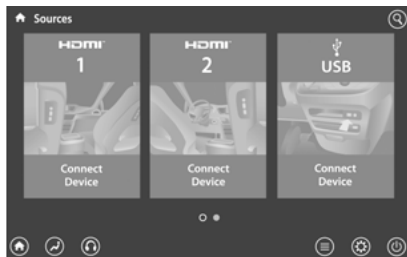 Sources
HDMI
1
Connect
Device
HDMI
2
Connect
Device
USB
Connect
Device